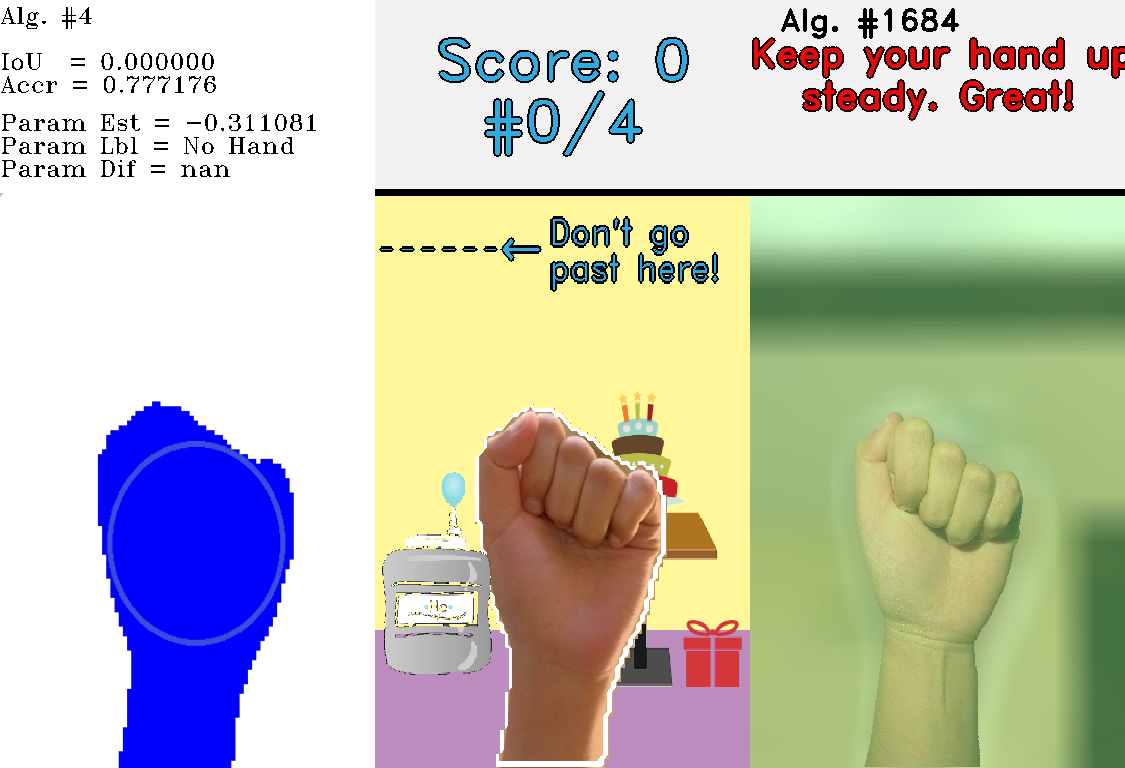 Alg. #4
IoU = 0.000000
Accr = 0.777176
Param Est = −0.311081
Param Lbl = No Hand
Param Dif = nan
Score: 0
#0/4
Don't go
past here!
Alg. #1684
Keep your hand up
steady. Great!